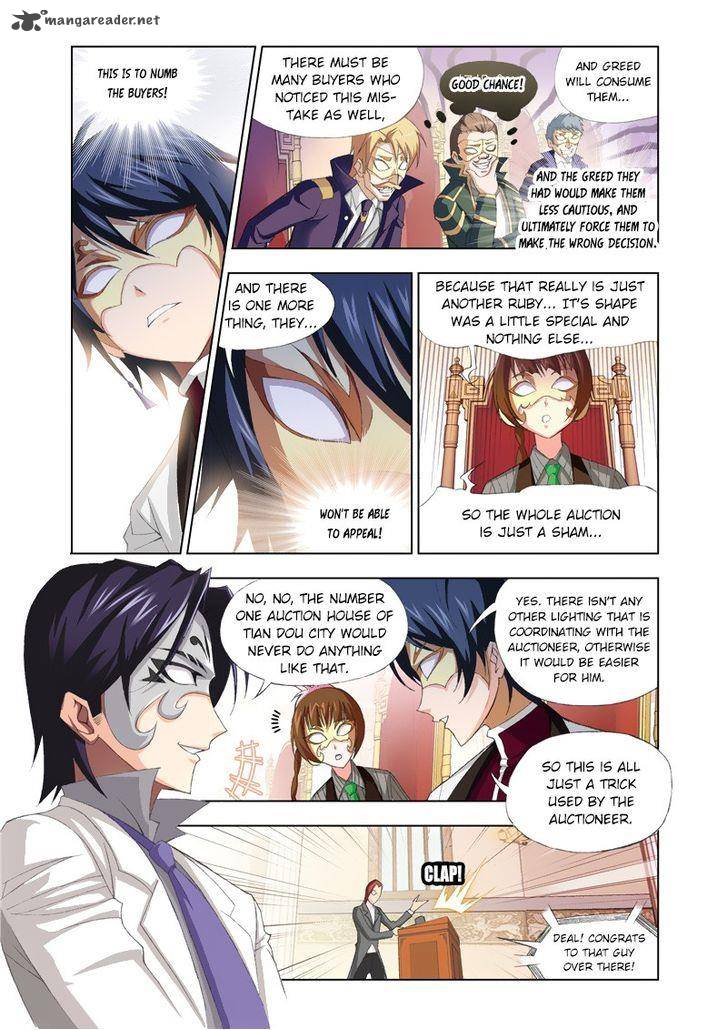 mangareader.net
THIS IS TO NUMB
THE BUYERS!
THERE MUST BE
MANY BUYERS WHO
NOTICED THIS MIS-
TAKE AS WELL,
GOOD CHANCE!
AND GREED
WILL CONSUME
THEM...
AND THE GREED THEY
HAD WOULD MAKE THEM
LESS CAUTIOUS, AND
ULTIMATELY FORCE THEM TO
MAKE THE WRONG DECISION.
AND THERE
IS ONE MORE
THING, THEY...
WON'T BE ABLE
TO APPEAL!
BECAUSE THAT REALLY IS JUST
ANOTHER RUBY... IT'S SHAPE
WAS A LITTLE SPECIAL AND
NOTHING ELSE...
SO THE WHOLE AUCTION
IS JUST A SHAM...
NO, NO, THE NUMBER
ONE AUCTION HOUSE OF
TIAN DOU CITY WOULD
NEVER DO ANYTHING
LIKE THAT.
YES. THERE ISN'T ANY
OTHER LIGHTING THAT IS
COORDINATING WITH THE
AUCTIONEER, OTHERWISE
IT WOULD BE EASIER
FOR HIM.
SO THIS IS ALL
JUST A TRICK
USED BY THE
AUCTIONEER.
CLAP!
DEAL! CONGRATS
TO THAT GUY
OVER THERE!